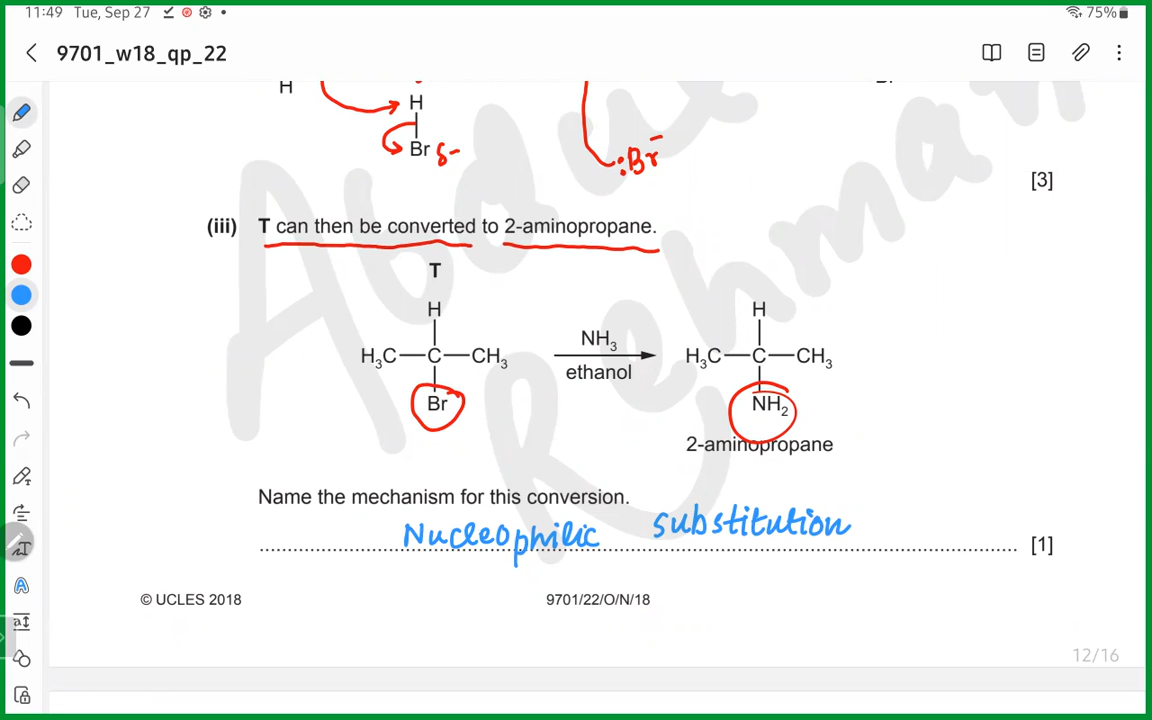 11:49 Tue, Sep 27
75%
9701_w18_qp_22
H
H
Br δ-
:Br-
[3]
(iii) T can then be converted to 2-aminopropane.
T
H H
H3C C CH3 NH3 ethanol H3C C CH3
Br NH2
2-aminopropane
Name the mechanism for this conversion.
Nucleophilic substitution
[1]
© UCLES 2018 9701/22/O/N/18
12/16
Abdul Rehman